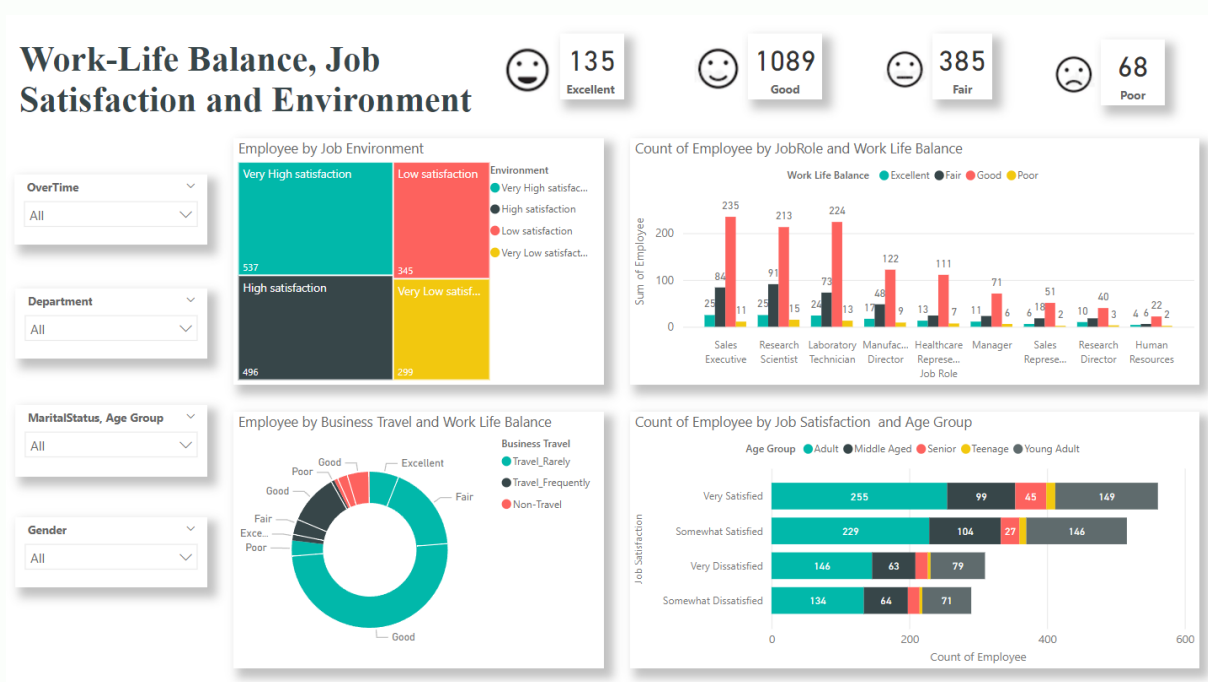 Work-Life Balance, Job
Satisfaction and Environment
135
Excellent
1089
Good
385
Fair
68
Poor
OverTime
All
Department
All
MaritalStatus, Age Group
All
Gender
All
Employee by Job Environment
Very High satisfaction
537
Low satisfaction
345
High satisfaction
496
Very Low satisf...
299
Environment
Very High satisfac...
High satisfaction
Low satisfaction
Very Low satisfact...
Count of Employee by JobRole and Work Life Balance
Work Life Balance Excellent Fair Good Poor
Sum of Employee
200
100
0
25 84 235 11
25 91 213 15
24 73 224 13
17 48 122 9
13 111 7
11 71 6
6 18 51 2
10 40 3
4 6 22 2
Sales
Executive
Research
Scientist
Laboratory
Technician
Manufac...
Director
Healthcare
Represe...
Manager
Sales
Represe...
Research
Director
Human
Resources
Job Role
Employee by Business Travel and Work Life Balance
Business Travel
Travel_Rarely
Travel_Frequently
Non-Travel
Excellent
Fair
Good
Poor
Exce...
Fair
Good
Poor
Good
Count of Employee by Job Satisfaction and Age Group
Age Group Adult Middle Aged Senior Teenage Young Adult
Job Satisfaction
Very Satisfied 255 99 45 149
Somewhat Satisfied 229 104 27 146
Very Dissatisfied 146 63 79
Somewhat Dissatisfied 134 64 71
0 200 400 600
Count of Employee